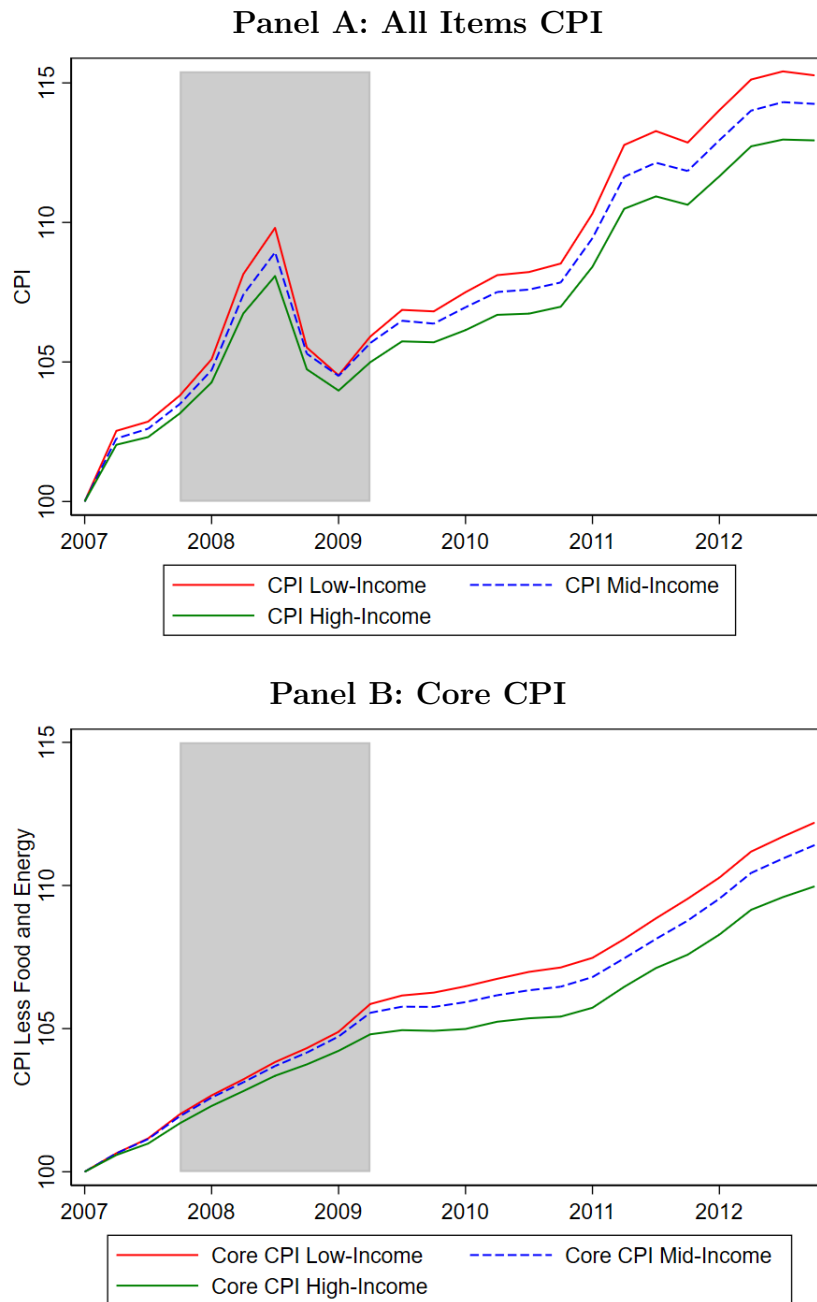 Panel A: All Items CPI
CPI
115
110
105
100
2007 2008 2009 2010 2011 2012
CPI Low-Income CPI Mid-Income
CPI High-Income
Panel B: Core CPI
CPI Less Food and Energy
115
110
105
100
2007 2008 2009 2010 2011 2012
Core CPI Low-Income Core CPI Mid-Income
Core CPI High-Income